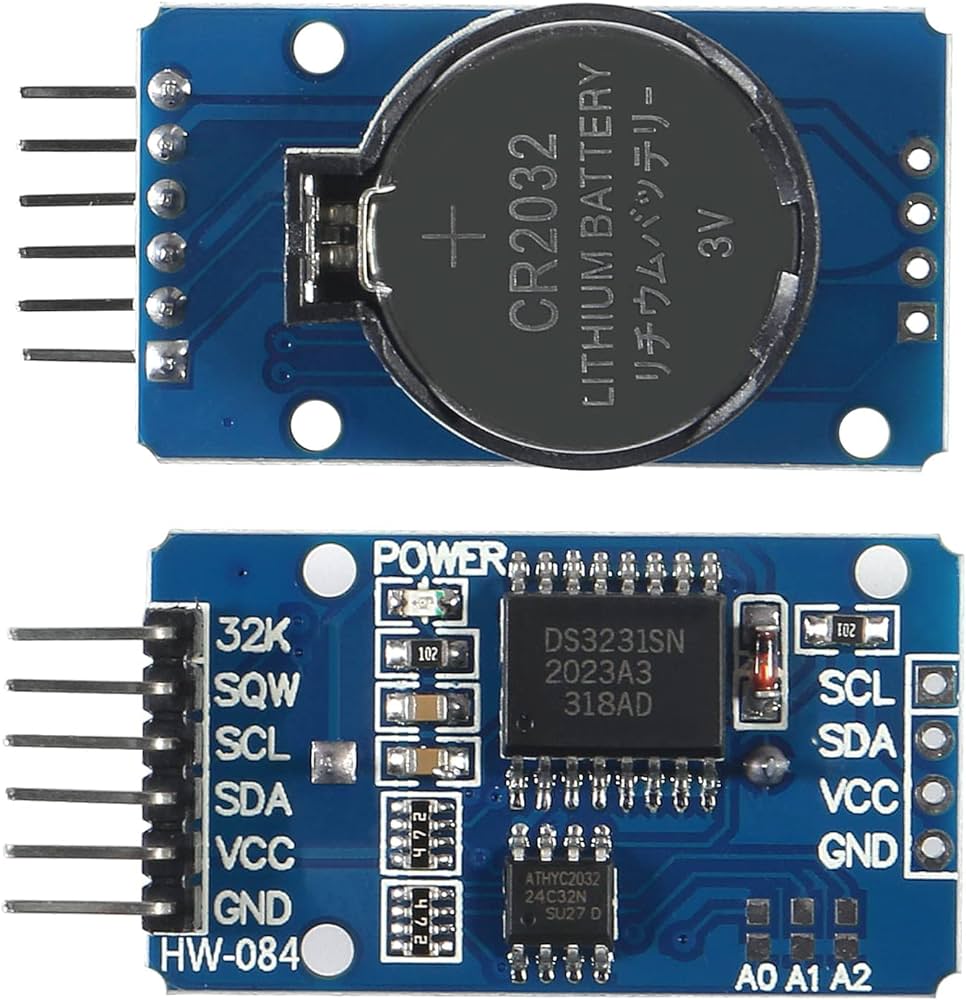 CR2032
LITHIUM BATTERY
リチウムバッテリー
3V
POWER
32K
SQW
SCL
SDA
VCC
GND
HW-084
102
472
472
DS3231SN
2023A3
318AD
ATHYC2032
24C32N
SU27 D
201
SCL
SDA
VCC
GND
A0 A1 A2